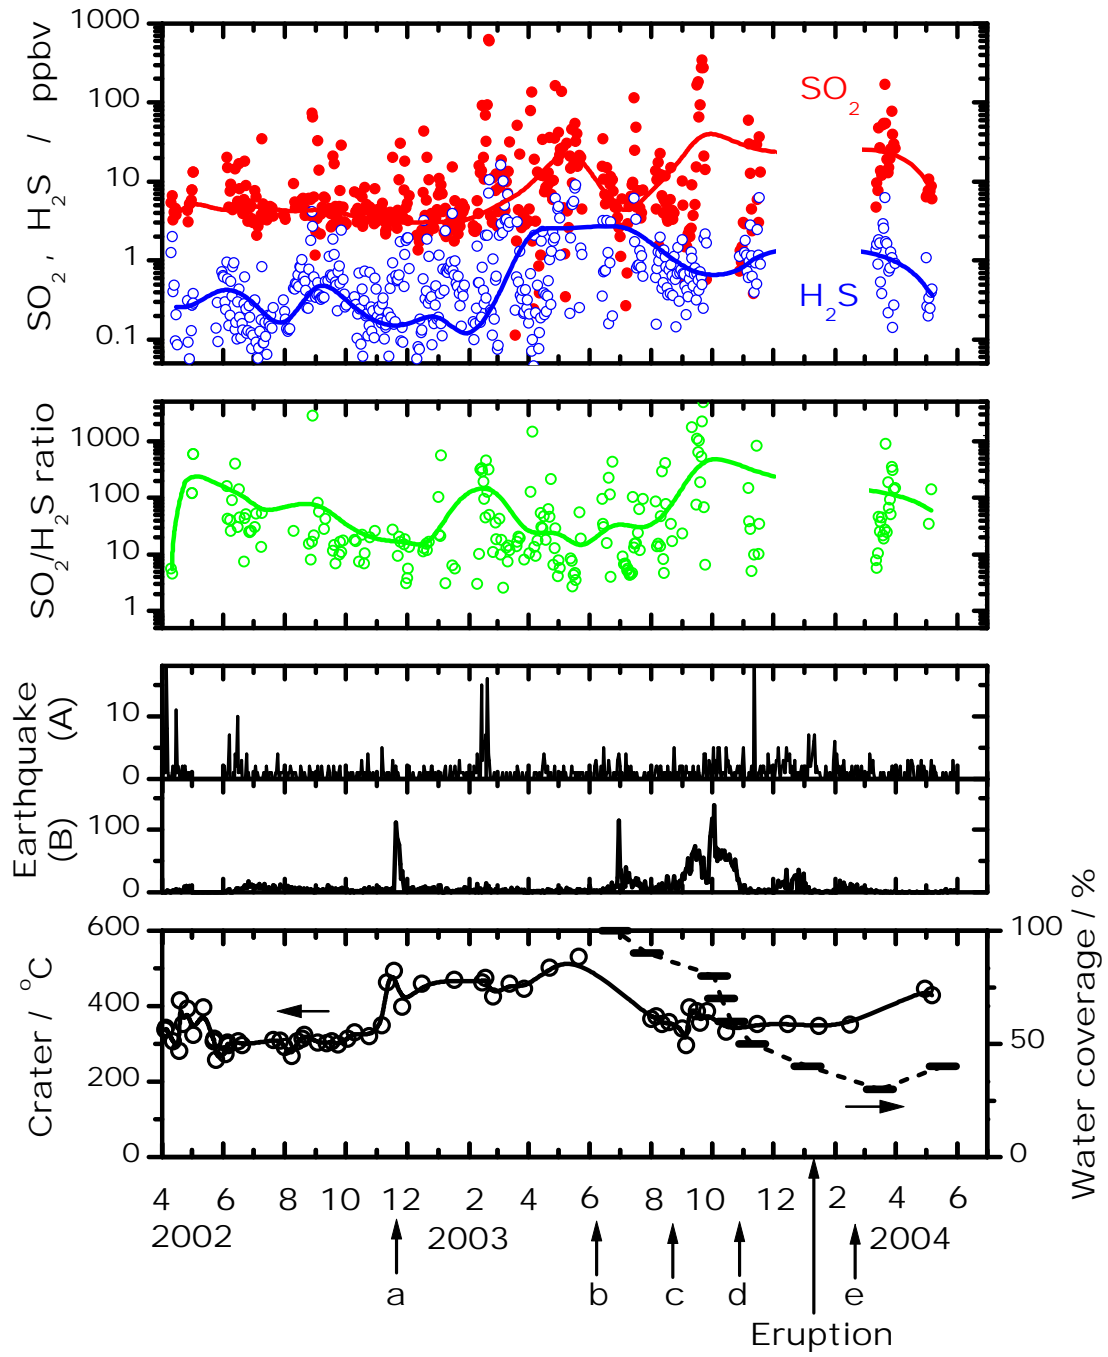 SO2, H2S / ppbv
1000
100
10
1
0.1
SO2
H2S
SO2/H2S ratio
1000
100
10
1
Earthquake (A)
10
0
Earthquake (B)
100
0
Crater / °C
600
400
200
0
100
50
0
Water coverage / %
4 6 8 10 12 2 4 6 8 10 12 2 4 6
2002 2003 2004
a b c d e
Eruption